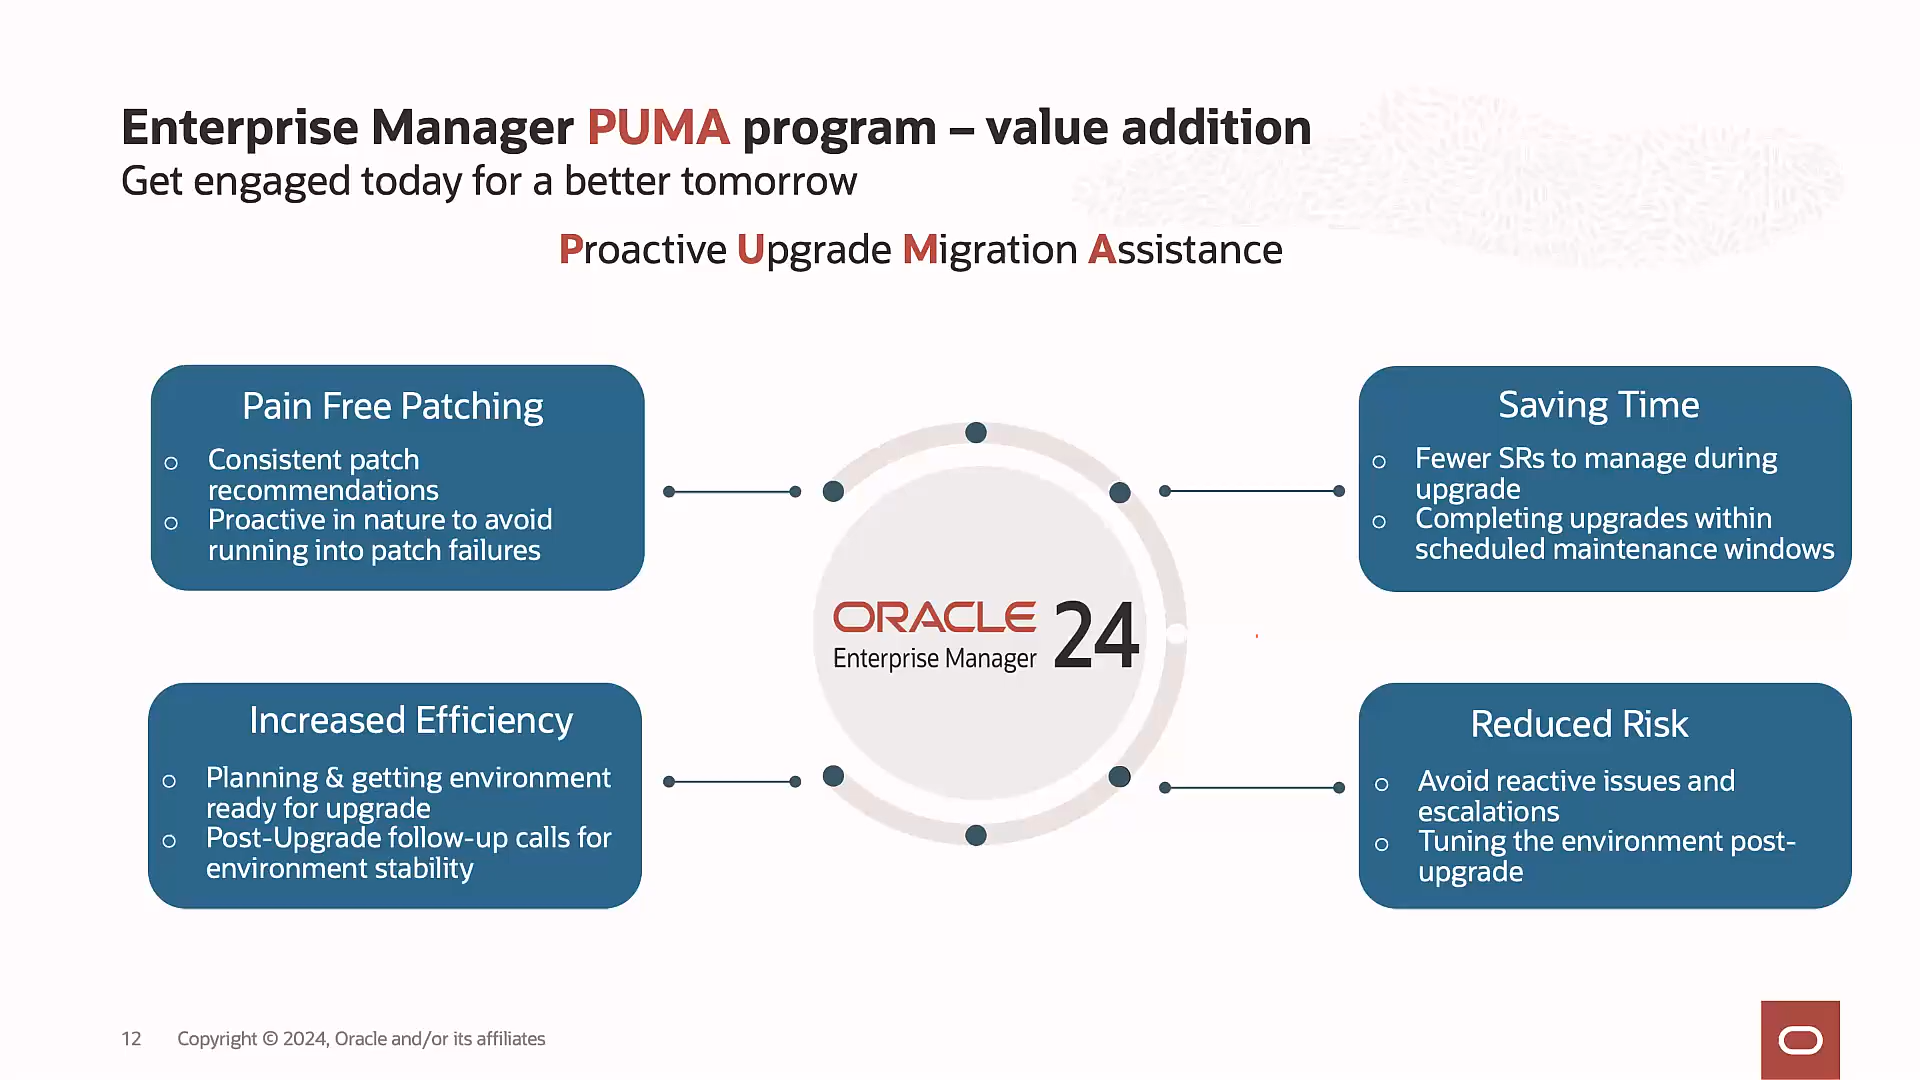 Enterprise Manager PUMA program – value addition
Get engaged today for a better tomorrow
Proactive Upgrade Migration Assistance
Pain Free Patching
o Consistent patch
recommendations
o Proactive in nature to avoid
running into patch failures
Saving Time
o Fewer SRs to manage during
upgrade
o Completing upgrades within
scheduled maintenance windows
ORACLE
Enterprise Manager 24
Increased Efficiency
o Planning & getting environment
ready for upgrade
o Post-Upgrade follow-up calls for
environment stability
Reduced Risk
o Avoid reactive issues and
escalations
o Tuning the environment post-
upgrade
12 Copyright © 2024, Oracle and/or its affiliates